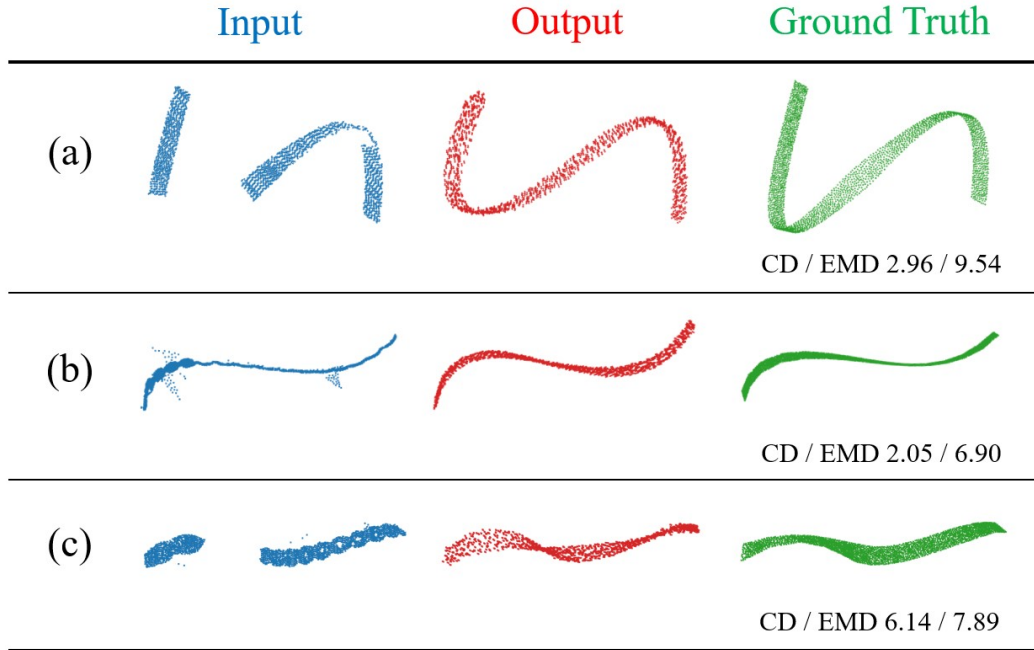 Input Output Ground Truth
(a)
CD / EMD 2.96 / 9.54
(b)
CD / EMD 2.05 / 6.90
(c)
CD / EMD 6.14 / 7.89